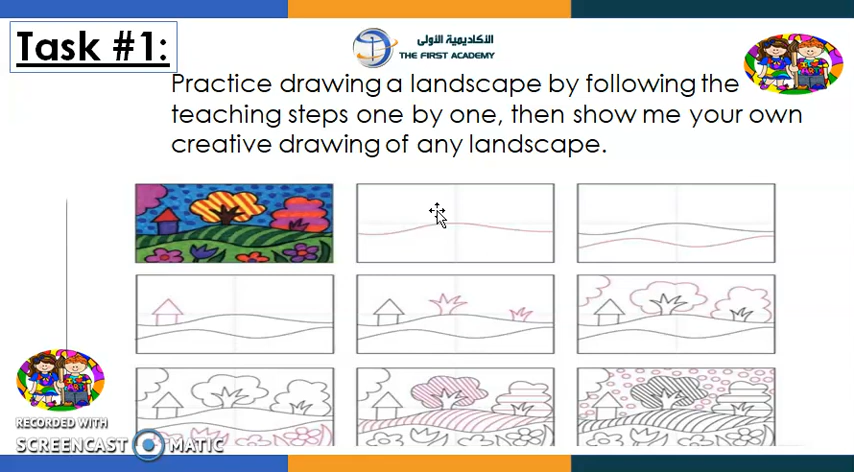 Task #1:
الأكاديمية الأولى
THE FIRST ACADEMY
Practice drawing a landscape by following the
teaching steps one by one, then show me your own
creative drawing of any landscape.
RECORDED WITH
SCREENCAST MATIC